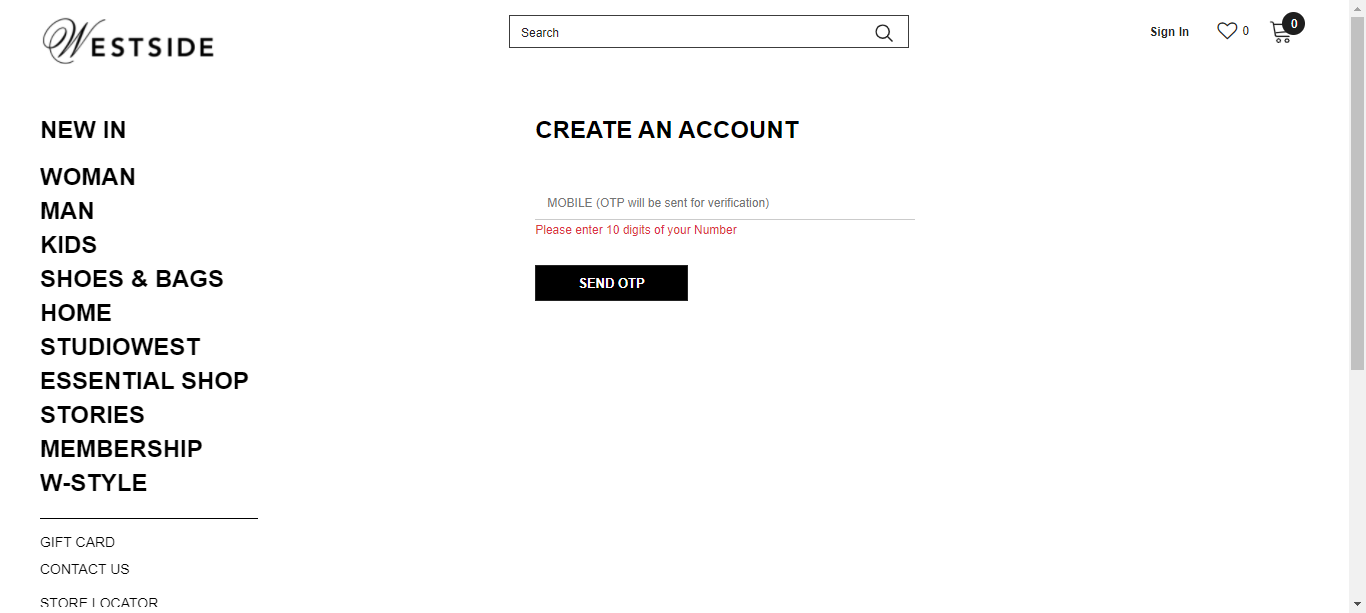 WESTSIDE
Search
Sign In
0
0
NEW IN
WOMAN
MAN
KIDS
SHOES & BAGS
HOME
STUDIOWEST
ESSENTIAL SHOP
STORIES
MEMBERSHIP
W-STYLE
GIFT CARD
CONTACT US
STORE LOCATOR
CREATE AN ACCOUNT
MOBILE (OTP will be sent for verification)
Please enter 10 digits of your Number
SEND OTP